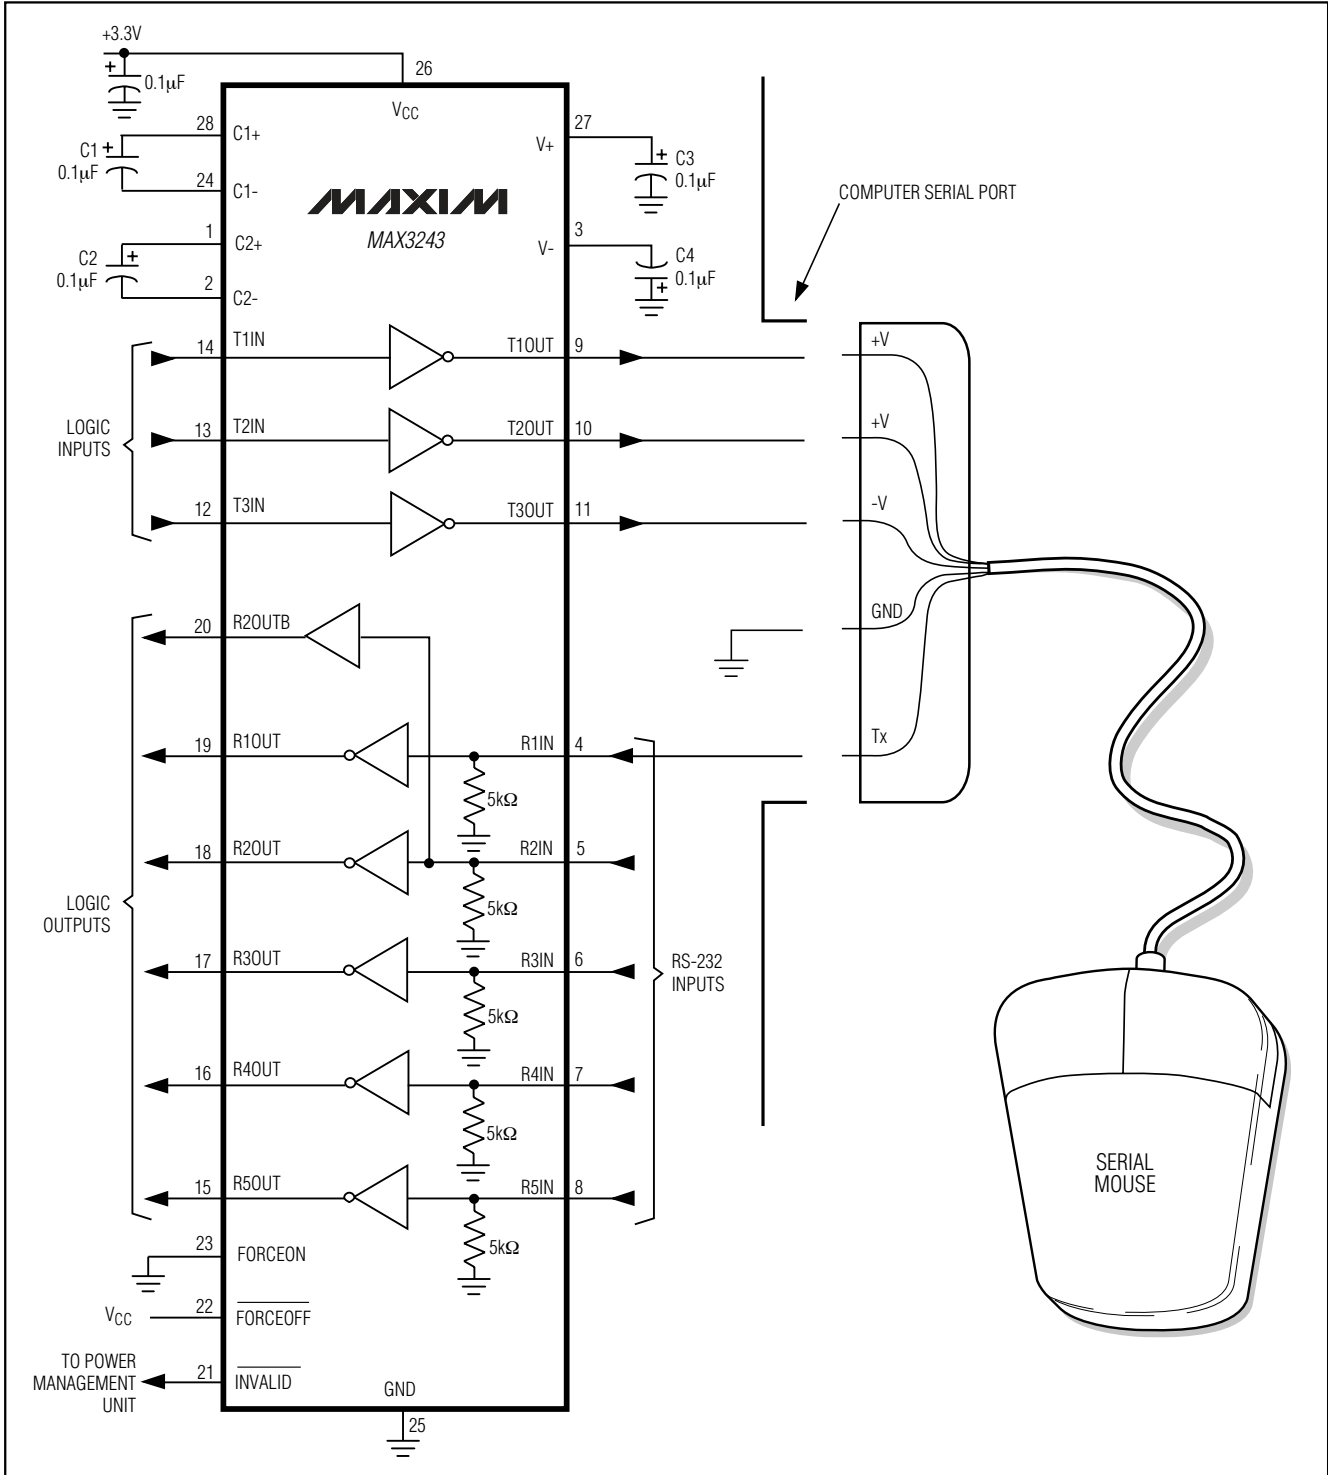 +3.3V
+
0.1µF
26
VCC
28
C1+
C1
+
0.1µF
24
C1-
1
C2+
C2
+
0.1µF
2
C2-
27
V+
+
C3
0.1µF
3
V-
C4
0.1µF
+
MAXIM
MAX3243
COMPUTER SERIAL PORT
LOGIC
INPUTS
14
T1IN
T1OUT
9
13
T2IN
T2OUT
10
12
T3IN
T3OUT
11
+V
+V
-V
GND
Tx
20
R2OUTB
19
R1OUT
R1IN
4
5kΩ
18
R2OUT
R2IN
5
5kΩ
LOGIC
OUTPUTS
17
R3OUT
R3IN
6
5kΩ
RS-232
INPUTS
16
R4OUT
R4IN
7
5kΩ
15
R5OUT
R5IN
8
5kΩ
23
FORCEON
VCC
22
FORCEOFF
TO POWER
MANAGEMENT
UNIT
21
INVALID
GND
25
SERIAL
MOUSE